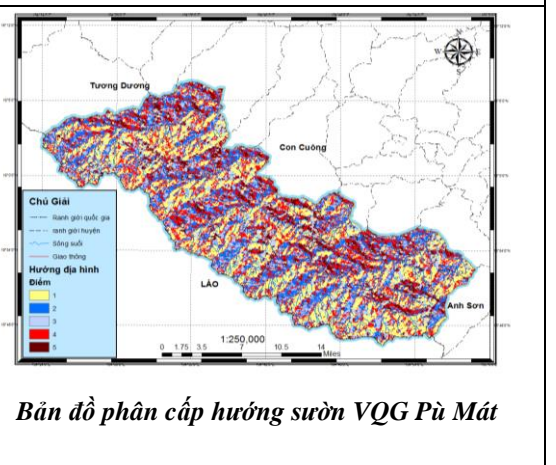 N
W E
S
Tương Dương
Con Cuông
LÀO
Anh Sơn
Chú Giải
Ranh giới quốc gia
ranh giới huyện
Sông suối
Giao thông
Hướng địa hình
Điểm
1
2
3
4
5
1:250,000
0 1.75 3.5 7 10.5 14
Miles
Bản đồ phân cấp hướng sườn VQG Pù Mát